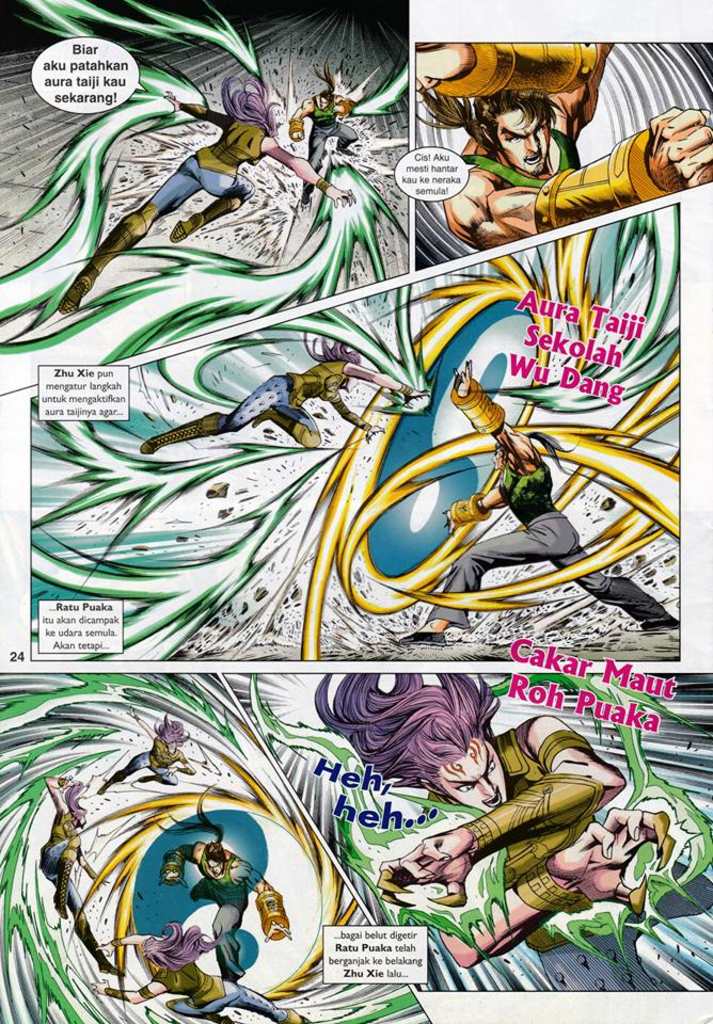 Biar
aku patahkan
aura taiji kau
sekarang!
Cis! Aku
mesti hantar
kau ke neraka
semula!
Aura Taiji
Sekolah
Wu Dang
Zhu Xie pun
mengatur langkah
untuk mengaktifkan
aura taijinya agar...
...Ratu Puaka
itu akan dicampak
ke udara semula.
Akan tetapi...
24
Cakar Maut
Roh Puaka
Heh,
heh...
...bagai belut digetir
Ratu Puaka telah
berganjak ke belakang
Zhu Xie lalu...